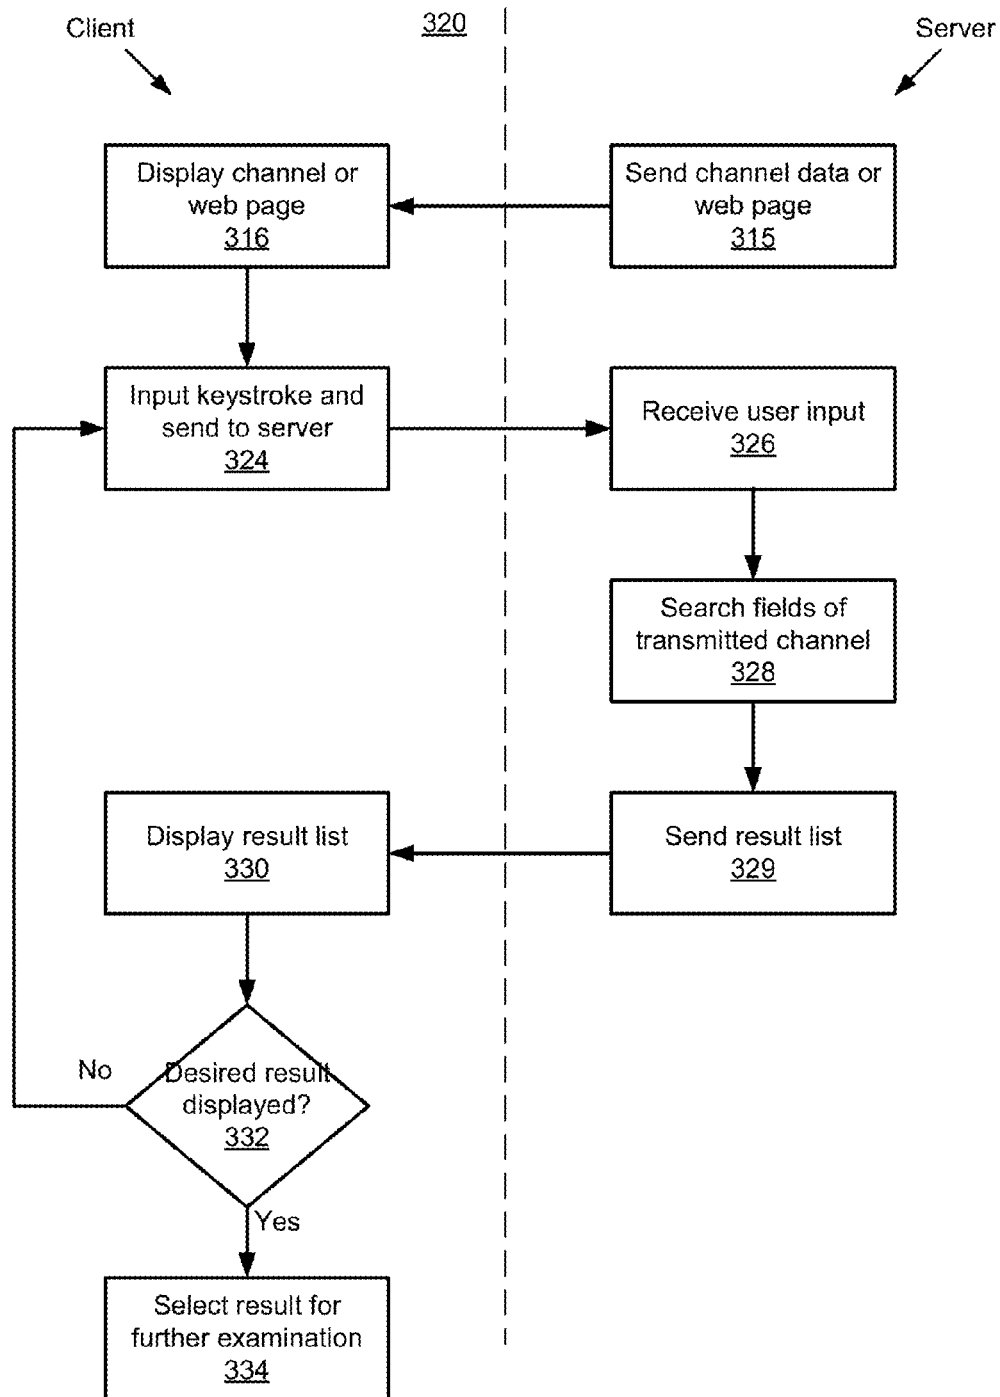 Client
320
Server
Display channel or
web page
316
Send channel data or
web page
315
Input keystroke and
send to server
324
Receive user input
326
Search fields of
transmitted channel
328
Display result list
330
Send result list
329
No
Desired result
displayed?
332
Yes
Select result for
further examination
334